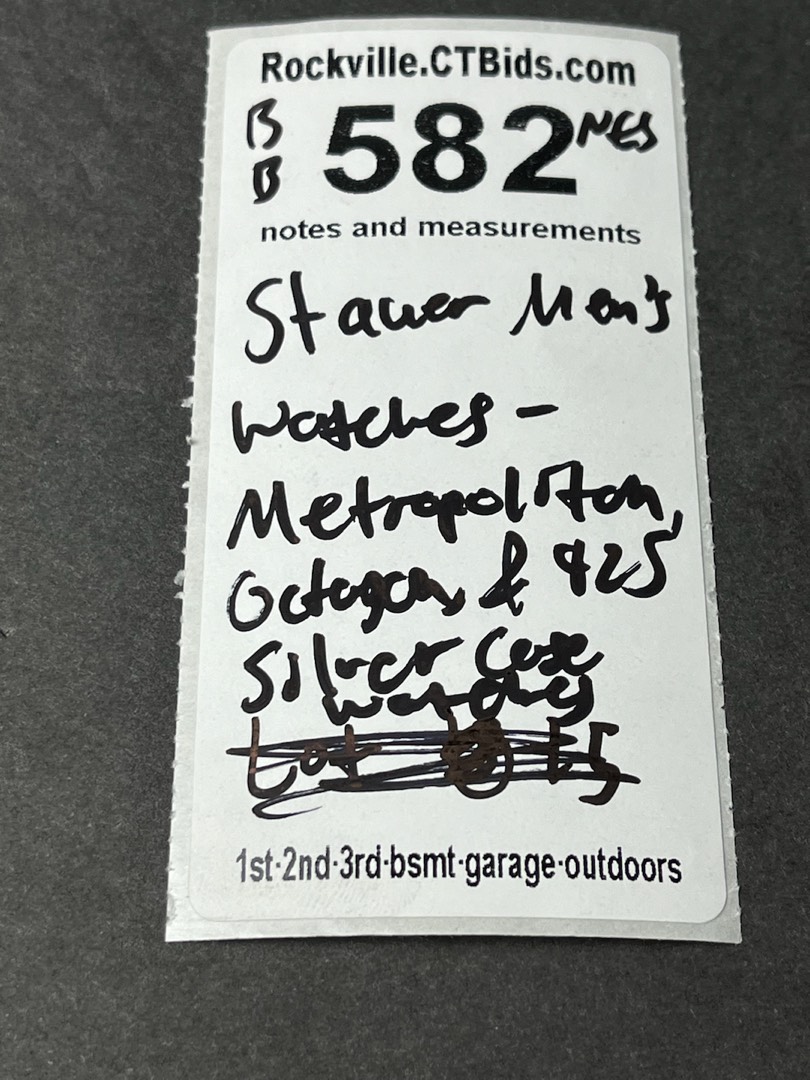 Rockville.CTBids.com
B 582 NES
B
notes and measurements
Stauer Men's
Watches -
Metropolitan,
Octogon, & 925
Silver Case
watches
1st·2nd·3rd·bsmt·garage·outdoors